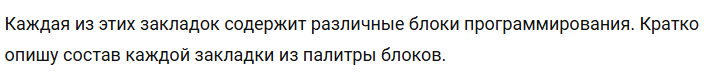 Каждая из этих закладок содержит различные блоки программирования. Кратко
опишу состав каждой закладки из палитры блоков.